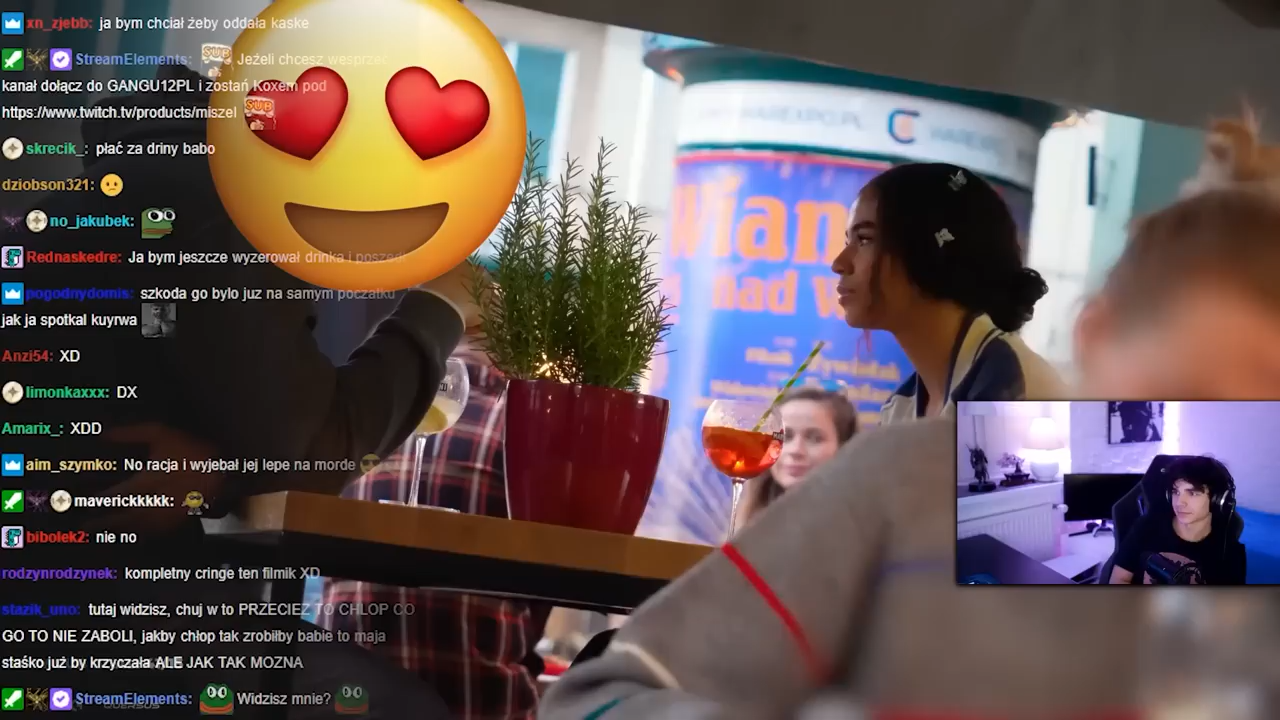 xn_zjebb: ja bym chciał żeby oddała kaske
StreamElements: SUB Jeżeli chcesz wesprzeć
kanał dołącz do GANGU12PL i zostań Koxem pod
https://www.twitch.tv/products/miszel SUB
skrecik_: płać za driny babo
dziobson321:
no_jakubek:
Rednaskedre: Ja bym jeszcze wyzerował drinka i poszedł
pogodnydomis: szkoda go bylo juz na samym poczatku
jak ja spotkal kuyrwa
Anzi54: XD
limonkaxxx: DX
Amarix_: XDD
aim_szymko: No racja i wyjebał jej lepe na morde
maverickkkkk:
bibolek2: nie no
rodzynrodzynek: kompletny cringe ten filmik XD
stazik_uno: tutaj widzisz, chuj w to PRZECIEZ TO CHLOP CO
GO TO NIE ZABOLI, jakby chłop tak zrobiłby babie to maja
staśko już by krzyczała ALE JAK TAK MOZNA
StreamElements: Widzisz mnie?
WAREXPO.PL
Wian
nad W